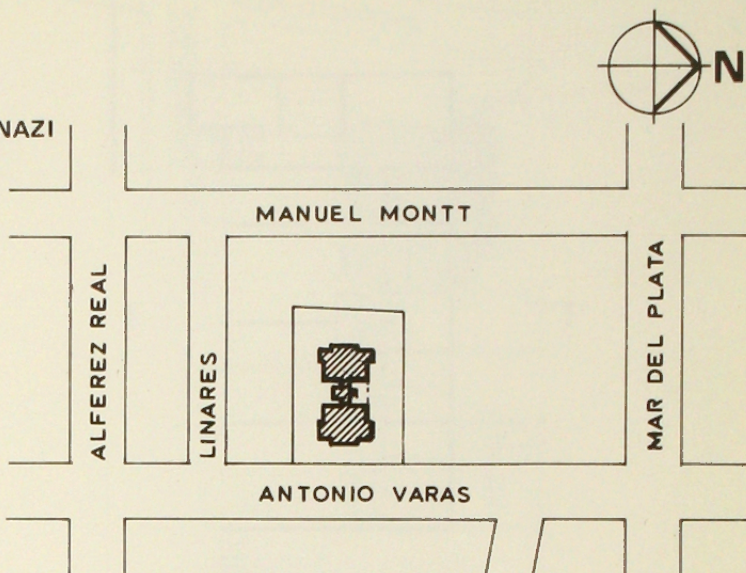 N
NAZI
MANUEL MONTT
ALFEREZ REAL
LINARES
MAR DEL PLATA
ANTONIO VARAS